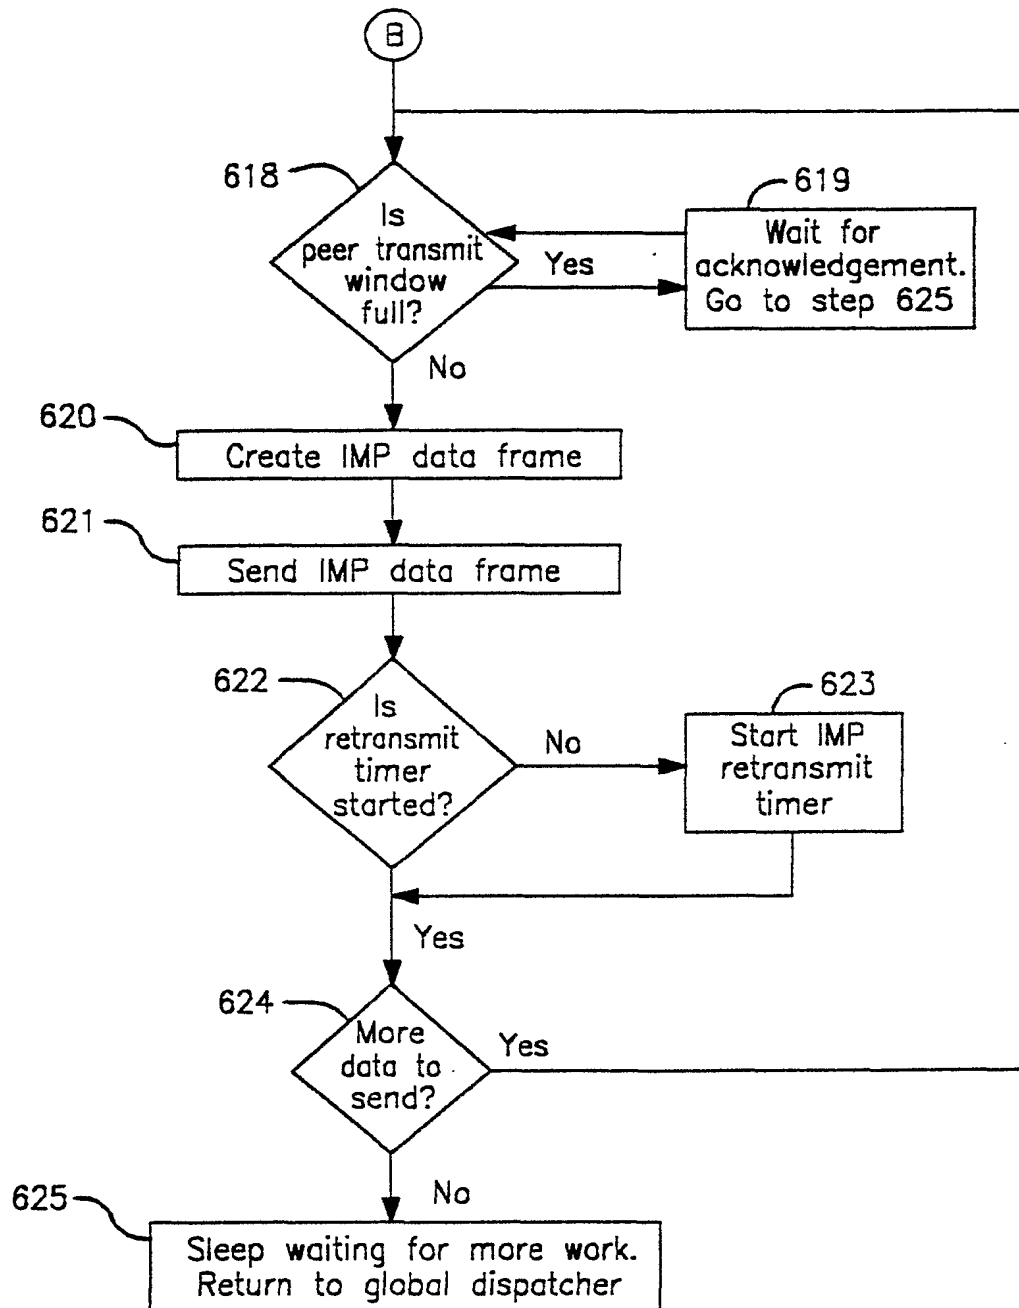 B
618
Is
peer transmit
window
full?
Yes
619
Wait for
acknowledgement.
Go to step 625
No
620
Create IMP data frame
621
Send IMP data frame
622
Is
retransmit
timer
started?
No
623
Start IMP
retransmit
timer
Yes
624
More
data to
send?
Yes
No
625
Sleep waiting for more work.
Return to global dispatcher